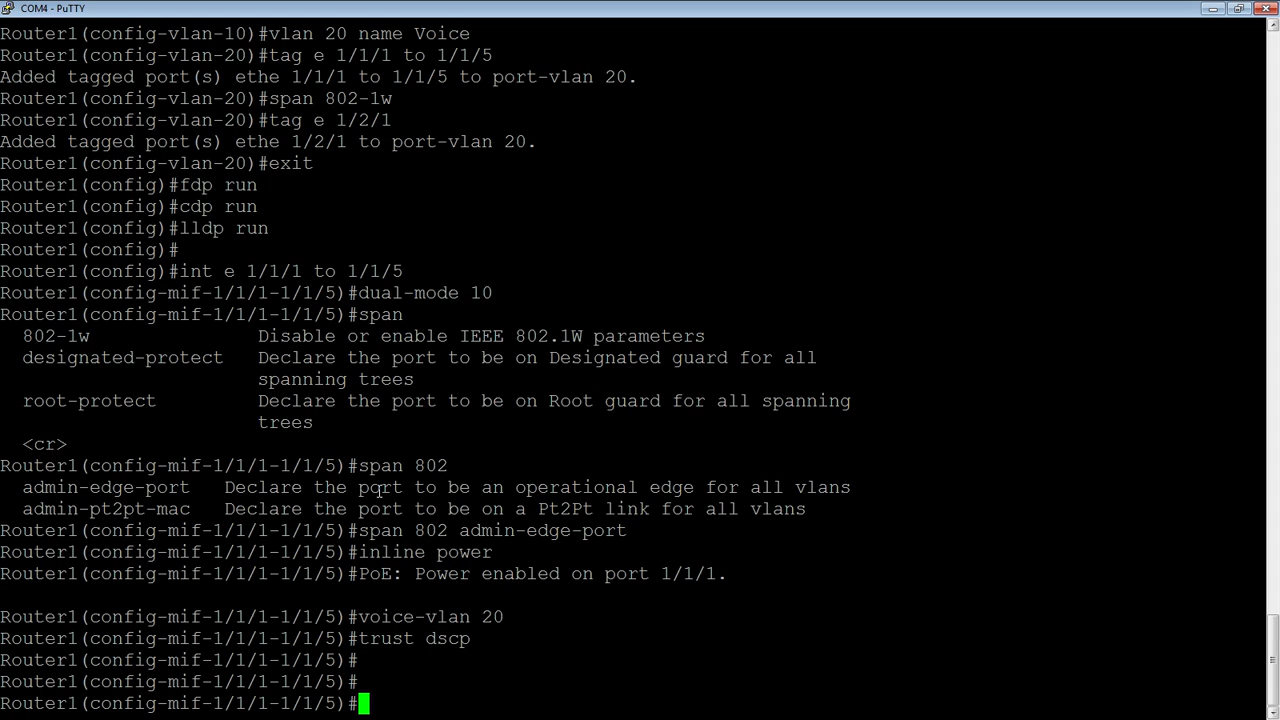 COM4 - PuTTY
Router1(config-vlan-10)#vlan 20 name Voice
Router1(config-vlan-20)#tag e 1/1/1 to 1/1/5
Added tagged port(s) ethe 1/1/1 to 1/1/5 to port-vlan 20.
Router1(config-vlan-20)#span 802-1w
Router1(config-vlan-20)#tag e 1/2/1
Added tagged port(s) ethe 1/2/1 to port-vlan 20.
Router1(config-vlan-20)#exit
Router1(config)#fdp run
Router1(config)#cdp run
Router1(config)#lldp run
Router1(config)#
Router1(config)#int e 1/1/1 to 1/1/5
Router1(config-mif-1/1/1-1/1/5)#dual-mode 10
Router1(config-mif-1/1/1-1/1/5)#span
802-1w Disable or enable IEEE 802.1W parameters
designated-protect Declare the port to be on Designated guard for all
spanning trees
root-protect Declare the port to be on Root guard for all spanning
trees
<cr>
Router1(config-mif-1/1/1-1/1/5)#span 802
admin-edge-port Declare the port to be an operational edge for all vlans
admin-pt2pt-mac Declare the port to be on a Pt2Pt link for all vlans
Router1(config-mif-1/1/1-1/1/5)#span 802 admin-edge-port
Router1(config-mif-1/1/1-1/1/5)#inline power
Router1(config-mif-1/1/1-1/1/5)#PoE: Power enabled on port 1/1/1.
Router1(config-mif-1/1/1-1/1/5)#voice-vlan 20
Router1(config-mif-1/1/1-1/1/5)#trust dscp
Router1(config-mif-1/1/1-1/1/5)#
Router1(config-mif-1/1/1-1/1/5)#
Router1(config-mif-1/1/1-1/1/5)#